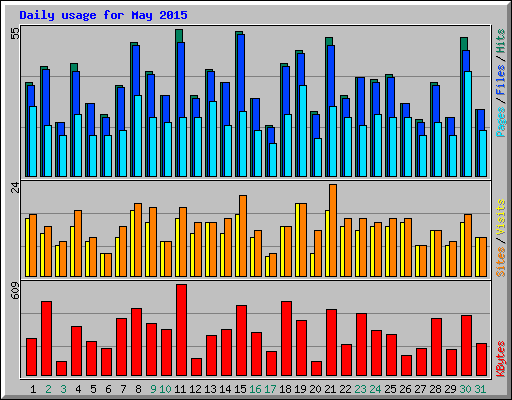 Daily usage for May 2015
55
Pages/Files/Hits
24
Sites/Visits
609
KBytes
1 2 3 4 5 6 7 8 9 10 11 12 13 14 15 16 17 18 19 20 21 22 23 24 25 26 27 28 29 30 31